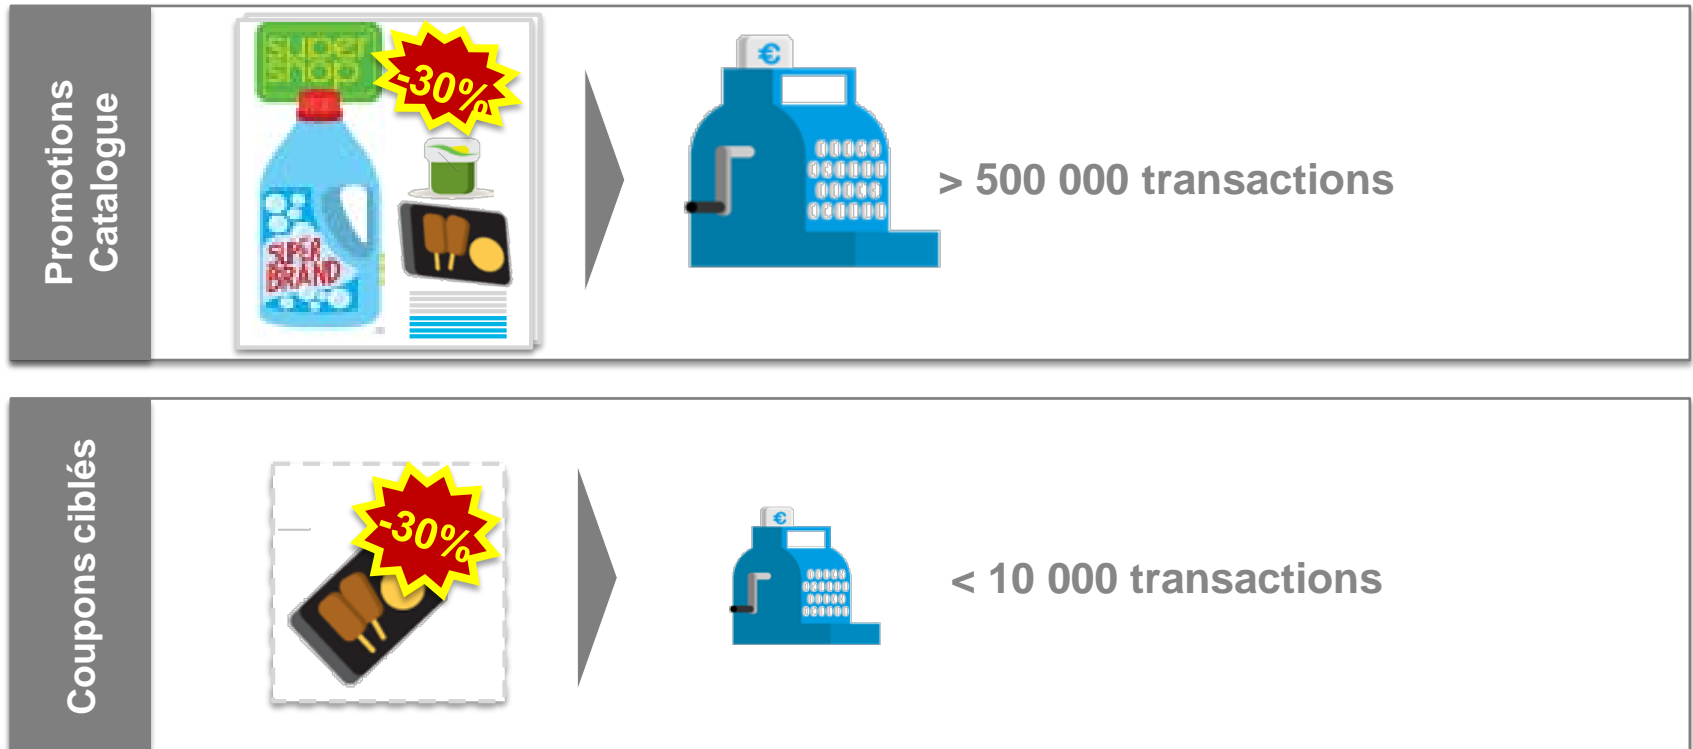 Promotions
Catalogue
super
shop
-30%
SUPER
BRAND
€
> 500 000 transactions
Coupons ciblés
-30%
€
< 10 000 transactions